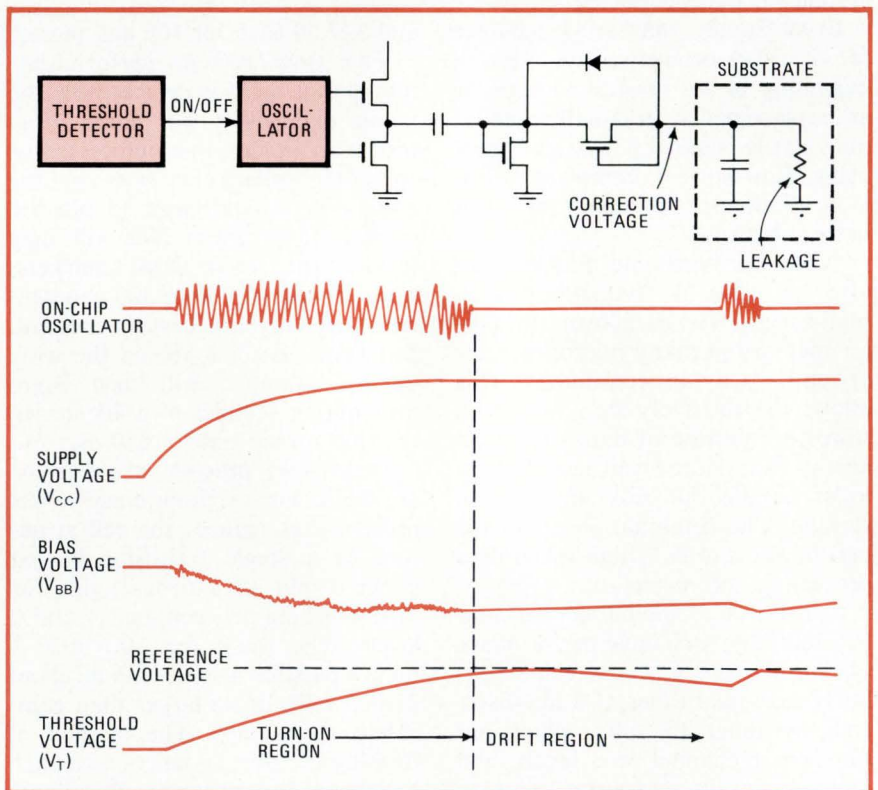 THRESHOLD
DETECTOR
ON/OFF
OSCIL-
LATOR
SUBSTRATE
CORRECTION
VOLTAGE
LEAKAGE
ON-CHIP
OSCILLATOR
SUPPLY
VOLTAGE
(VCC)
BIAS
VOLTAGE
(VBB)
REFERENCE
VOLTAGE
THRESHOLD
VOLTAGE
(VT)
TURN-ON
REGION
DRIFT REGION